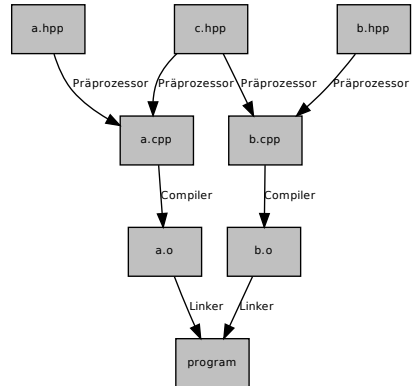 a.hpp
c.hpp
b.hpp
Präprozessor
Präprozessor
Präprozessor
Präprozessor
a.cpp
b.cpp
Compiler
Compiler
a.o
b.o
Linker
Linker
program